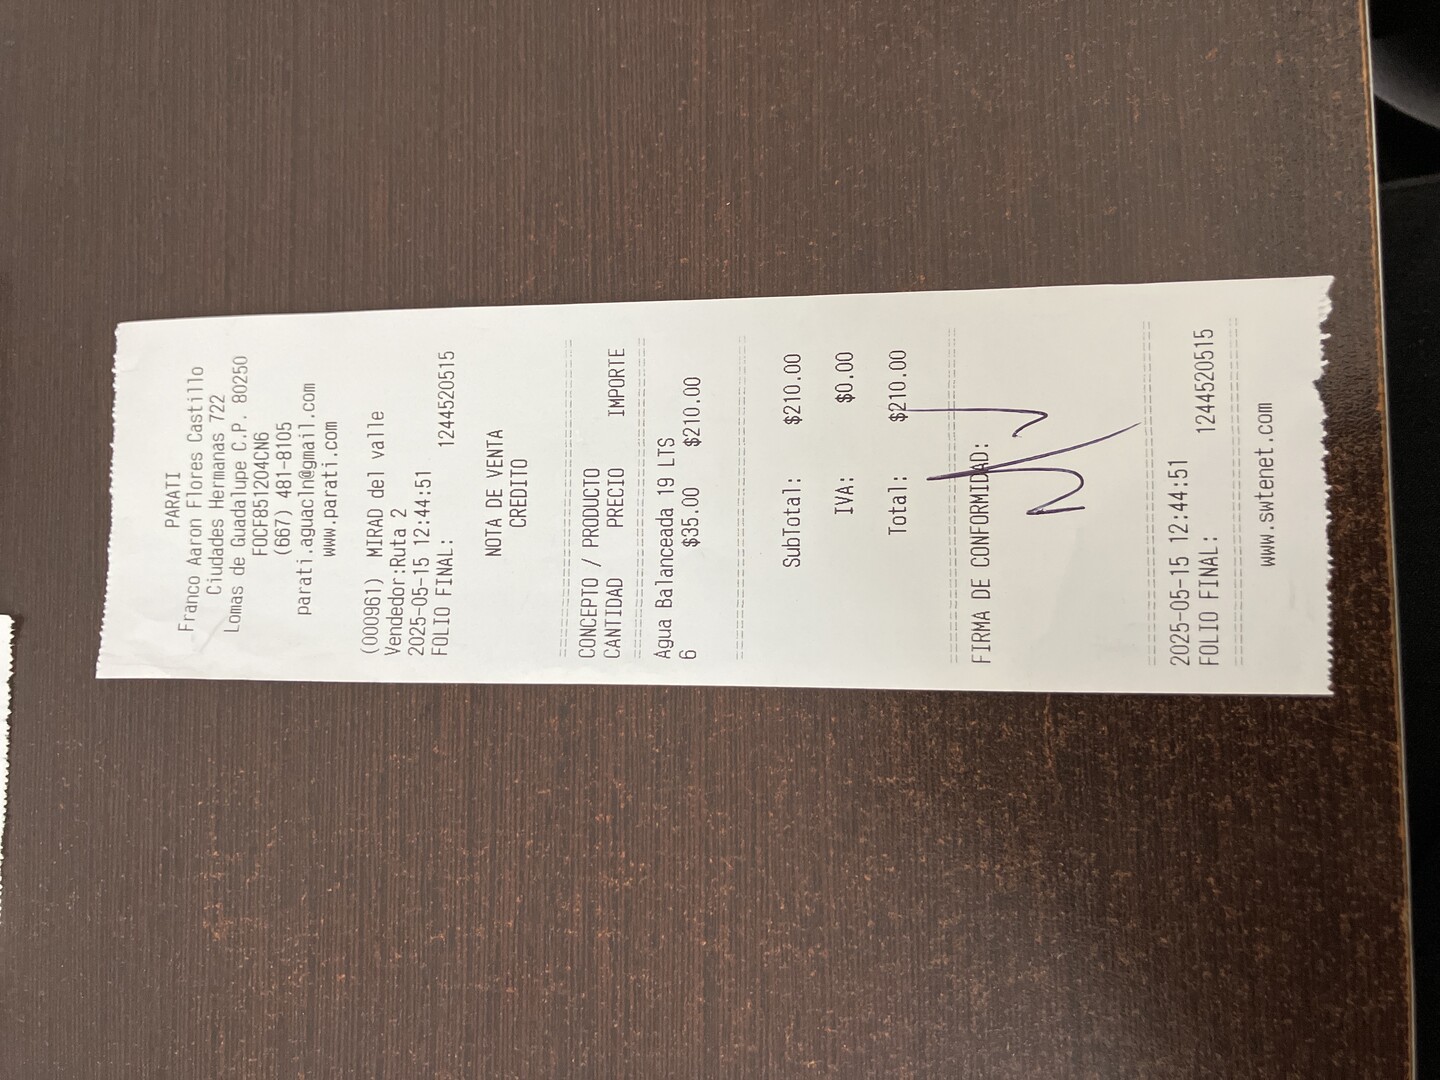 PARATI
Franco Aaron Flores Castillo
Ciudades Hermanas 722
Lomas de Guadalupe C.P. 80250
FOCF851204CN6
(667) 481-8105
parati.aguacln@gmail.com
www.parati.com
(000961) MIRAD del valle
Vendedor:Ruta 2
2025-05-15 12:44:51
FOLIO FINAL: 1244520515
NOTA DE VENTA
CREDITO
CONCEPTO / PRODUCTO
CANTIDAD PRECIO IMPORTE
Agua Balanceada 19 LTS
6 $35.00 $210.00
SubTotal: $210.00
IVA: $0.00
Total: $210.00
FIRMA DE CONFORMIDAD:
2025-05-15 12:44:51
FOLIO FINAL: 1244520515
www.swtenet.com